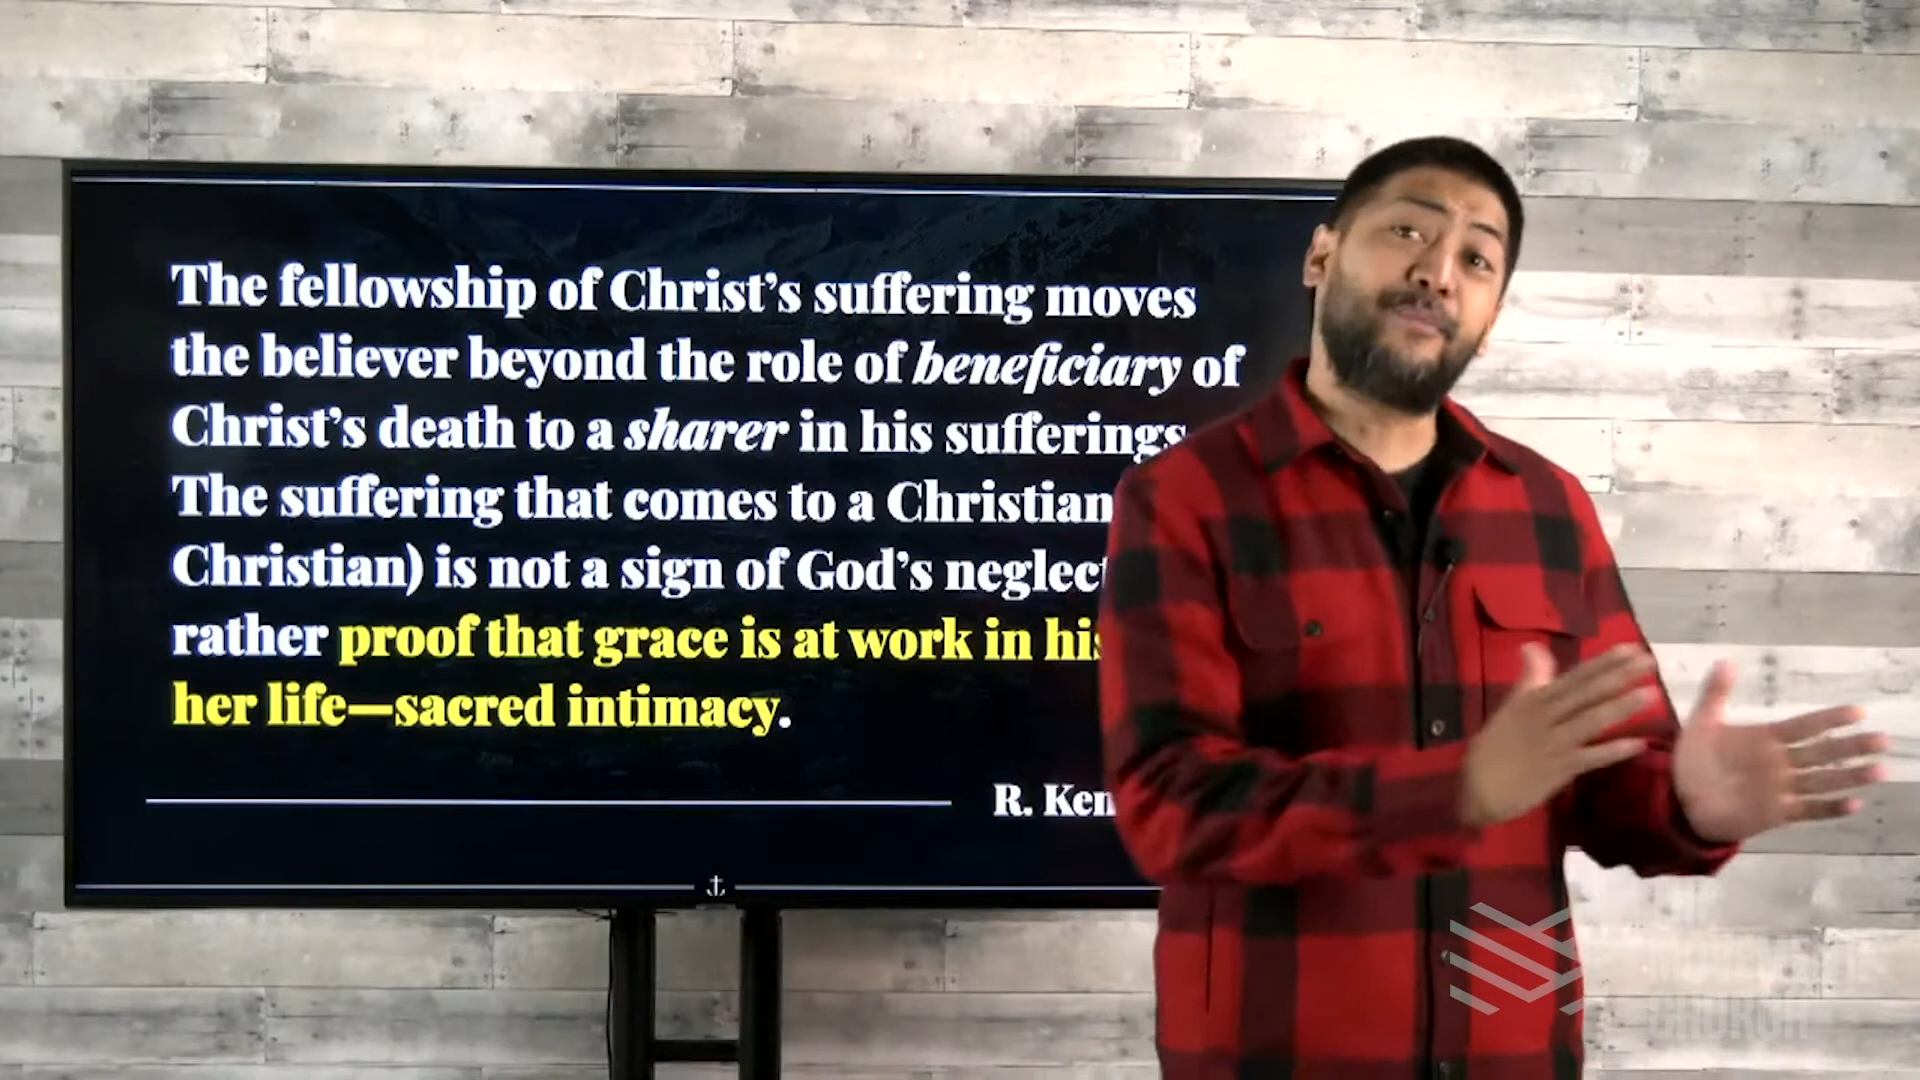 The fellowship of Christ’s suffering moves
the believer beyond the role of beneficiary of
Christ’s death to a sharer in his sufferings
The suffering that comes to a Christian
Christian) is not a sign of God’s neglect
rather proof that grace is at work in his
her life—sacred intimacy.
R. Ken
CHURCH